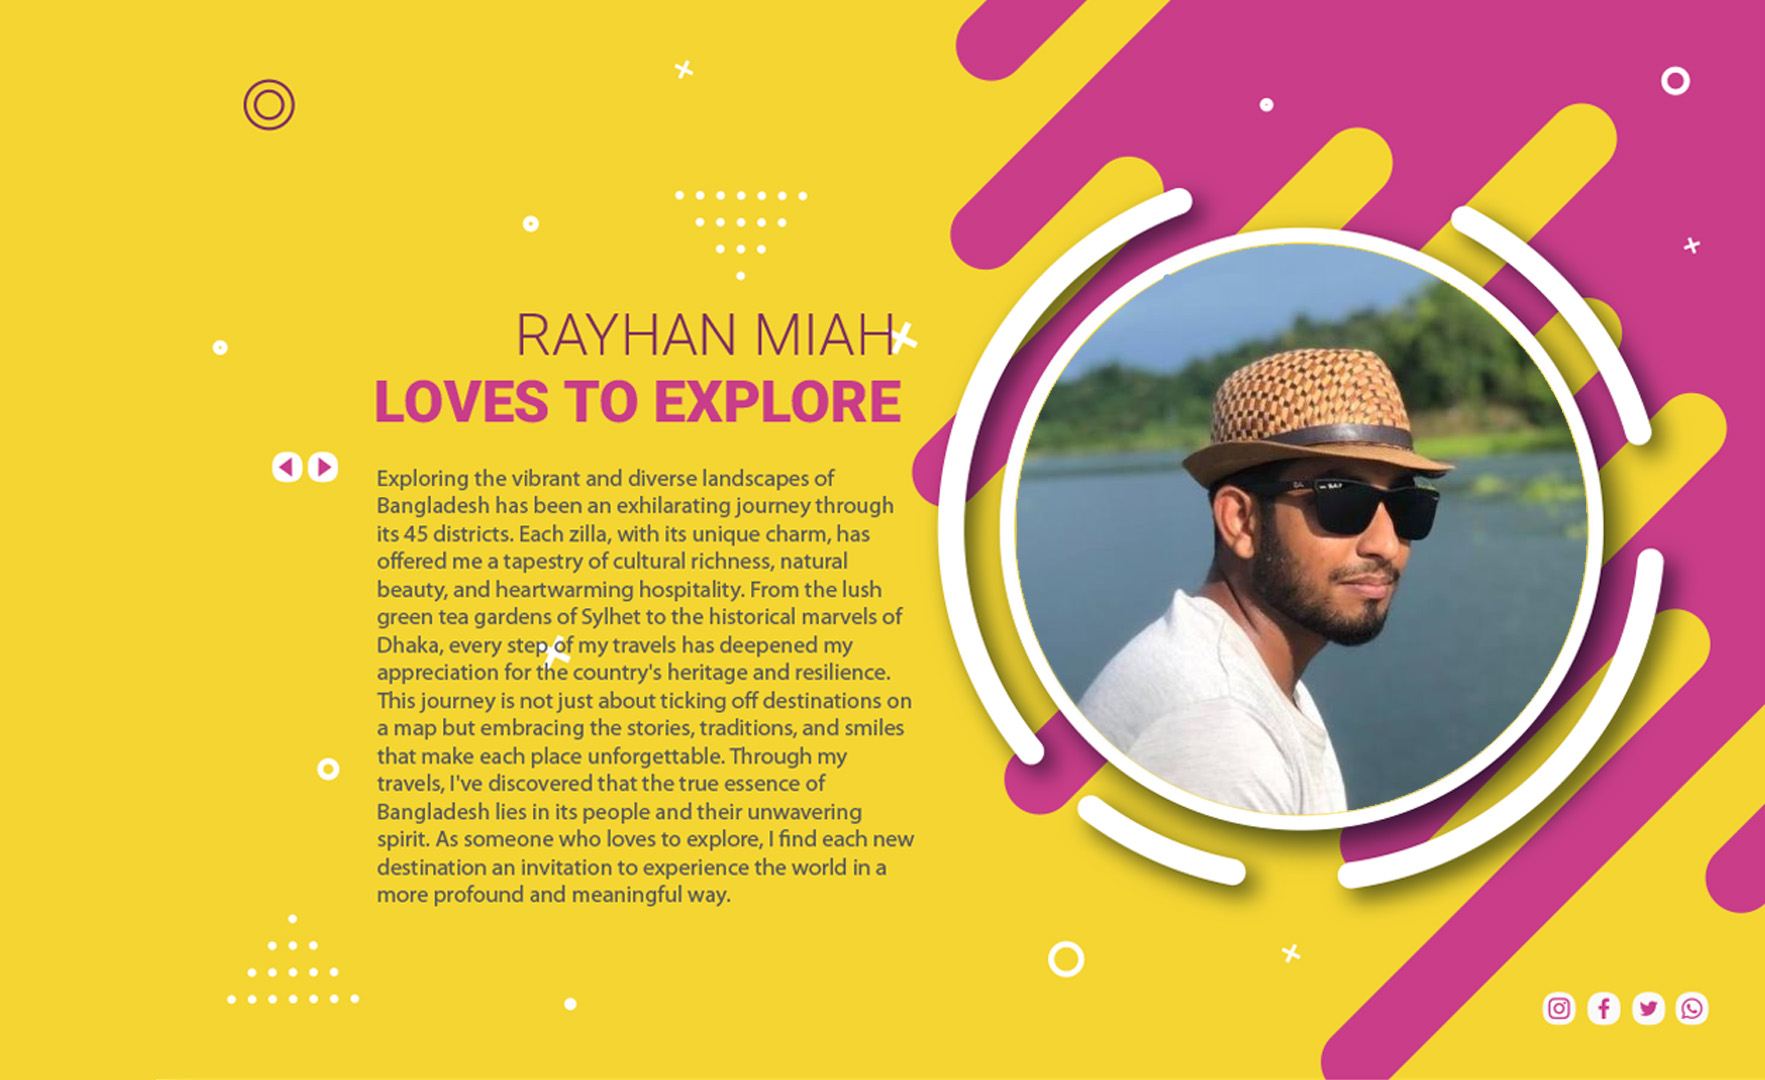 RAYHAN MIAH
LOVES TO EXPLORE
Exploring the vibrant and diverse landscapes of
Bangladesh has been an exhilarating journey through
its 45 districts. Each zilla, with its unique charm, has
offered me a tapestry of cultural richness, natural
beauty, and heartwarming hospitality. From the lush
green tea gardens of Sylhet to the historical marvels of
Dhaka, every step of my travels has deepened my
appreciation for the country's heritage and resilience.
This journey is not just about ticking off destinations on
a map but embracing the stories, traditions, and smiles
that make each place unforgettable. Through my
travels, I've discovered that the true essence of
Bangladesh lies in its people and their unwavering
spirit. As someone who loves to explore, I find each new
destination an invitation to experience the world in a
more profound and meaningful way.